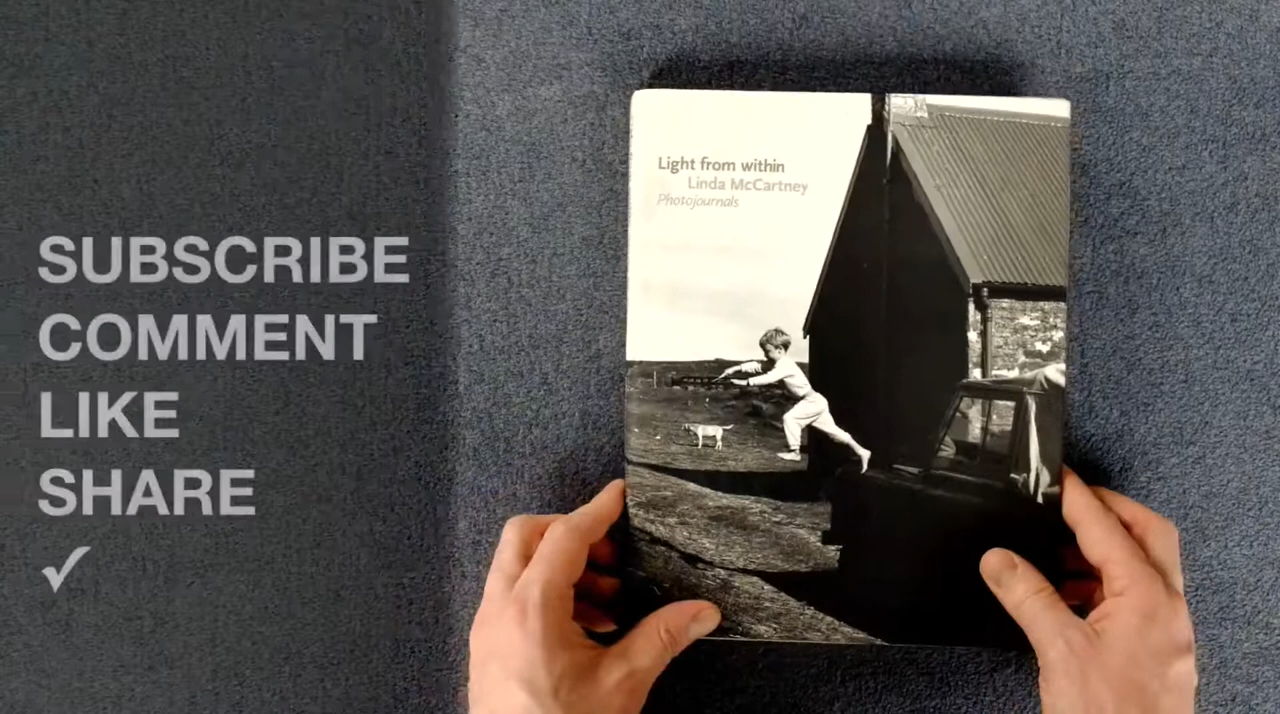 SUBSCRIBE
COMMENT
LIKE
SHARE
Light from within
Linda McCartney
Photojournals